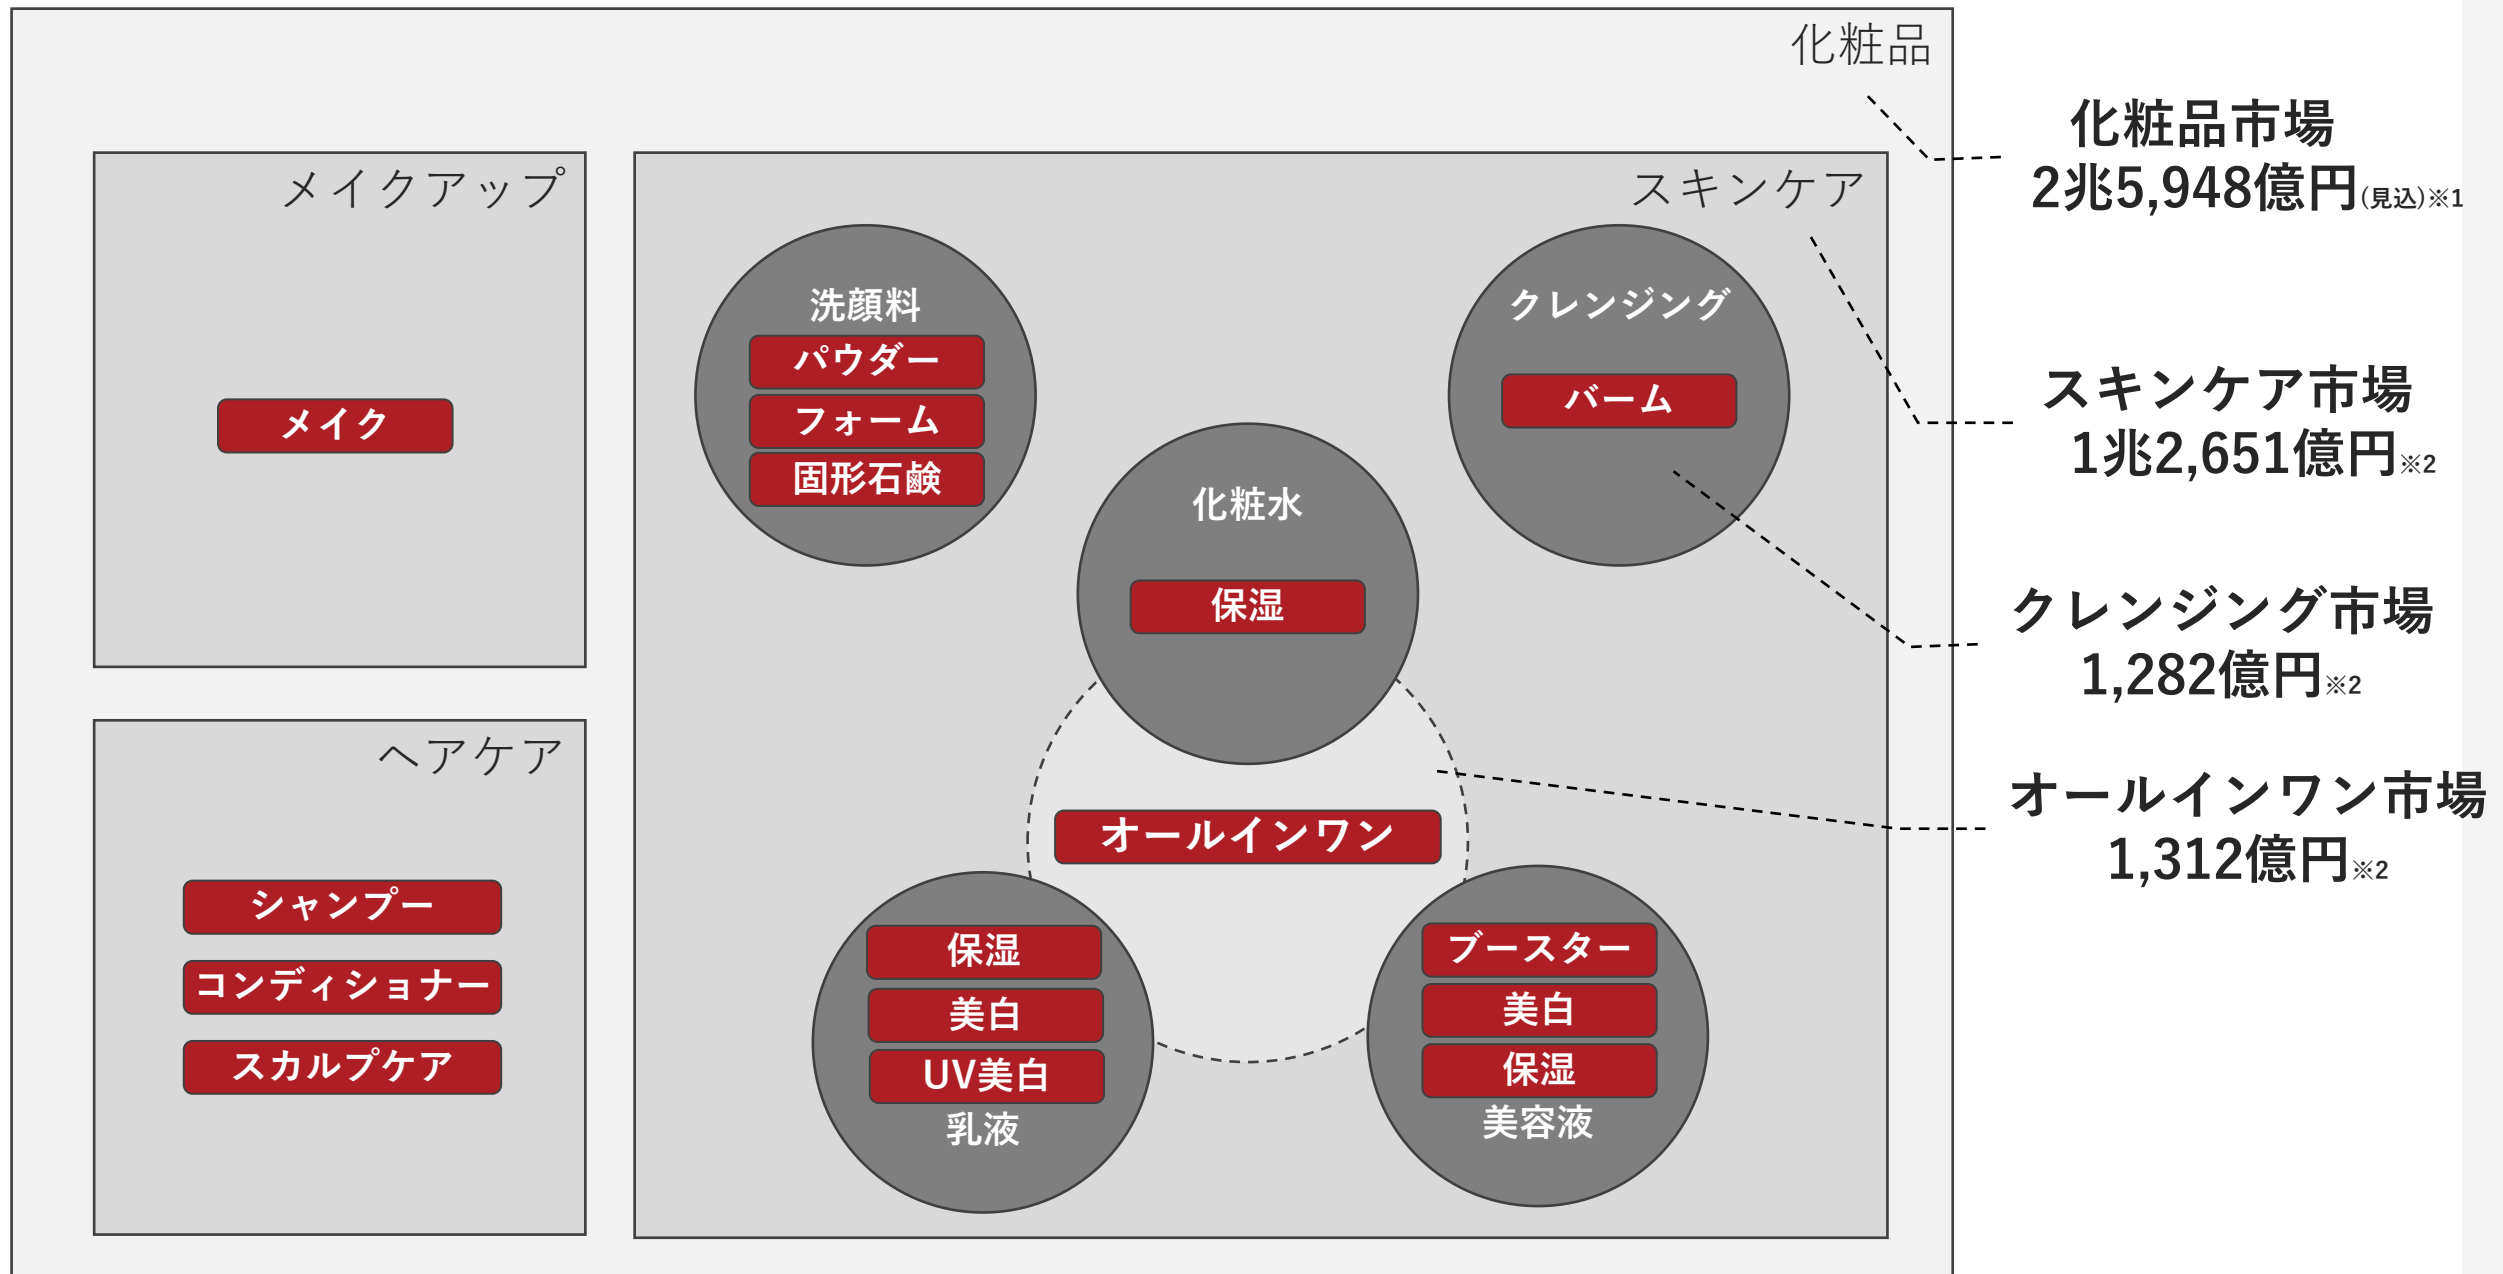 化粧品
メイクアップ
メイク
ヘアケア
シャンプー
コンディショナー
スカルプケア
スキンケア
洗顔料
パウダー
フォーム
固形石鹸
クレンジング
バーム
化粧水
保湿
オールインワン
保湿
美白
UV美白
乳液
ブースター
美白
保湿
美容液
化粧品市場
2兆5,948億円(見込)※1
スキンケア市場
1兆2,651億円※2
クレンジング市場
1,282億円※2
オールインワン市場
1,312億円※2